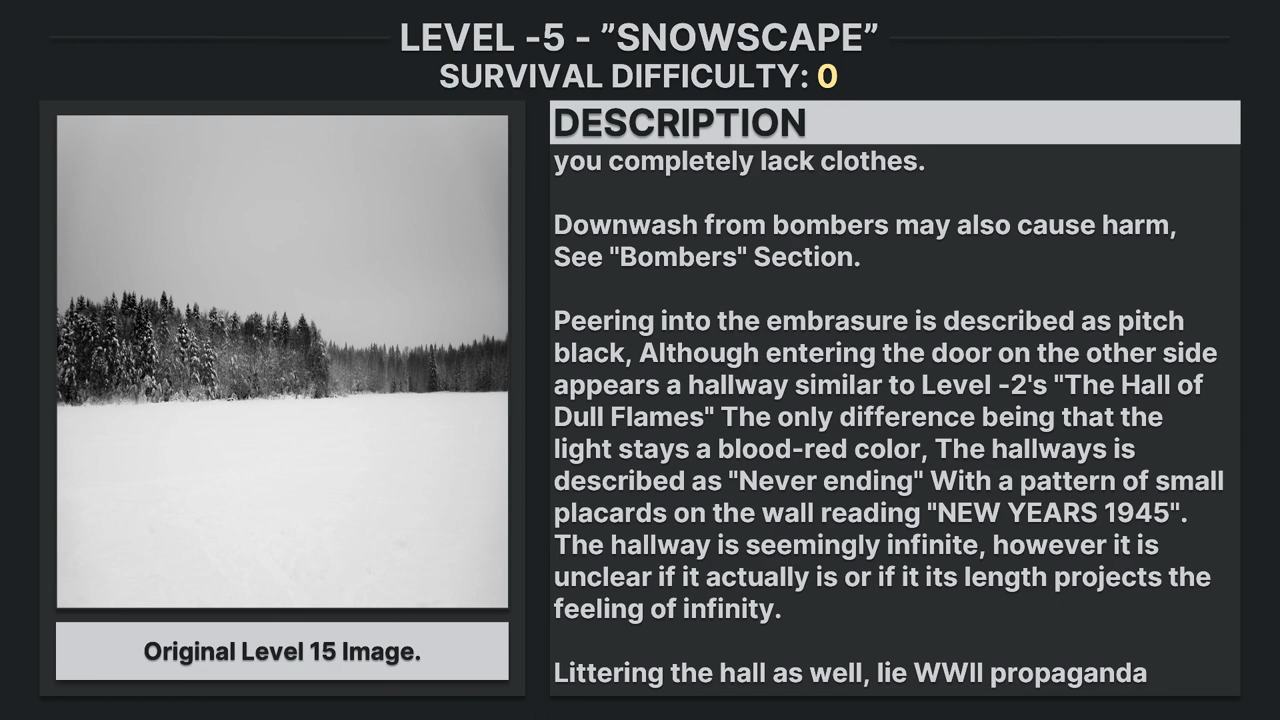 LEVEL -5 - ”SNOWSCAPE”
SURVIVAL DIFFICULTY: 0
Original Level 15 Image.
DESCRIPTION
you completely lack clothes.
Downwash from bombers may also cause harm,
See "Bombers" Section.
Peering into the embrasure is described as pitch
black, Although entering the door on the other side
appears a hallway similar to Level -2's "The Hall of
Dull Flames" The only difference being that the
light stays a blood-red color, The hallways is
described as "Never ending" With a pattern of small
placards on the wall reading "NEW YEARS 1945".
The hallway is seemingly infinite, however it is
unclear if it actually is or if it its length projects the
feeling of infinity.
Littering the hall as well, lie WWII propaganda